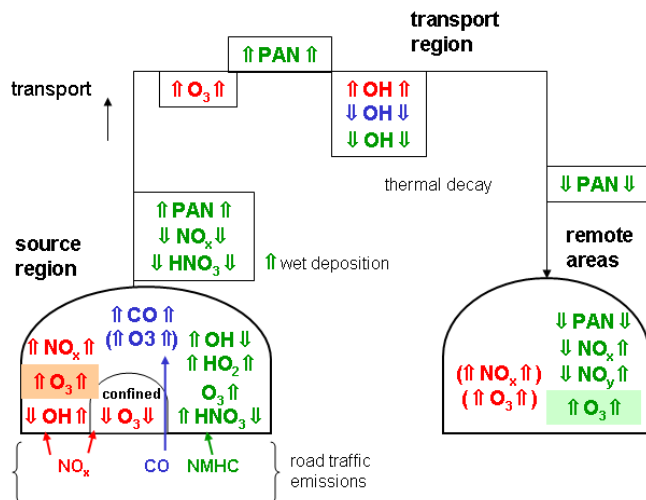 transport
region
⇑ PAN ⇑
transport
⇑ O₃ ⇑
⇑ OH ⇑
⇓ OH ⇓
⇓ OH ⇓
thermal decay
⇓ PAN ⇓
⇑ PAN ⇑
⇓ NOₓ ⇓
⇓ HNO₃ ⇓
⇑ wet deposition
source
region
remote
areas
⇑ CO ⇑
(⇑ O3 ⇑)
⇑ NOₓ ⇑
⇑ O₃ ⇑
⇓ OH ⇑
confined
⇓ O₃ ⇓
⇑ OH ⇓
⇑ HO₂ ⇑
O₃ ⇑
⇑ HNO₃ ⇓
⇓ PAN ⇓
⇓ NOₓ ⇑
⇓ NOy ⇑
⇑ O₃ ⇑
(⇑ NOₓ ⇑)
(⇑ O₃ ⇑)
NOₓ
CO
NMHC
road traffic
emissions